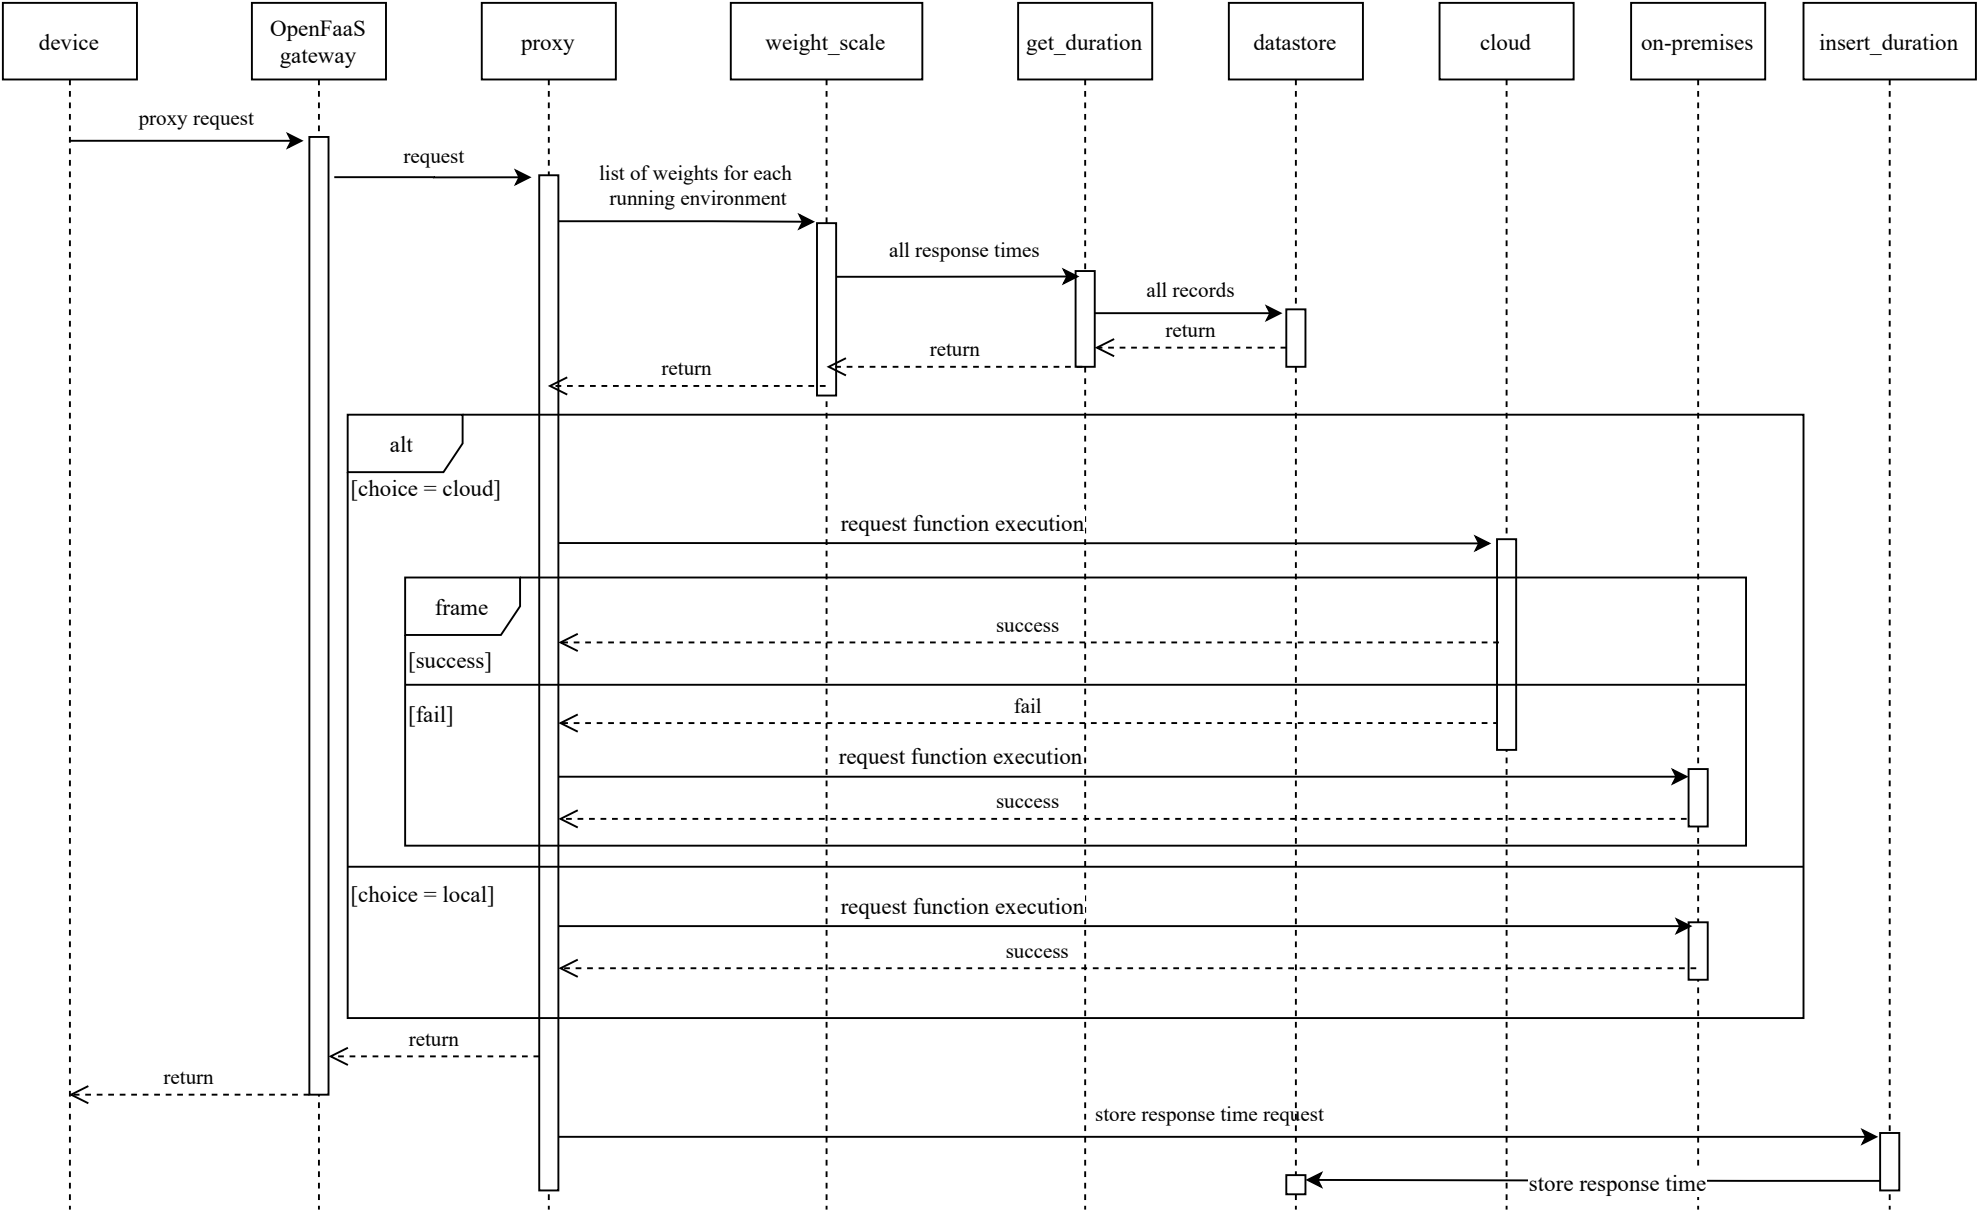 device
OpenFaaS
gateway
proxy
weight_scale
get_duration
datastore
cloud
on-premises
insert_duration
proxy request
request
list of weights for each
running environment
all response times
all records
return
return
return
alt
[choice = cloud]
request function execution
frame
success
[success]
fail
[fail]
request function execution
success
[choice = local]
request function execution
success
return
return
store response time request
store response time